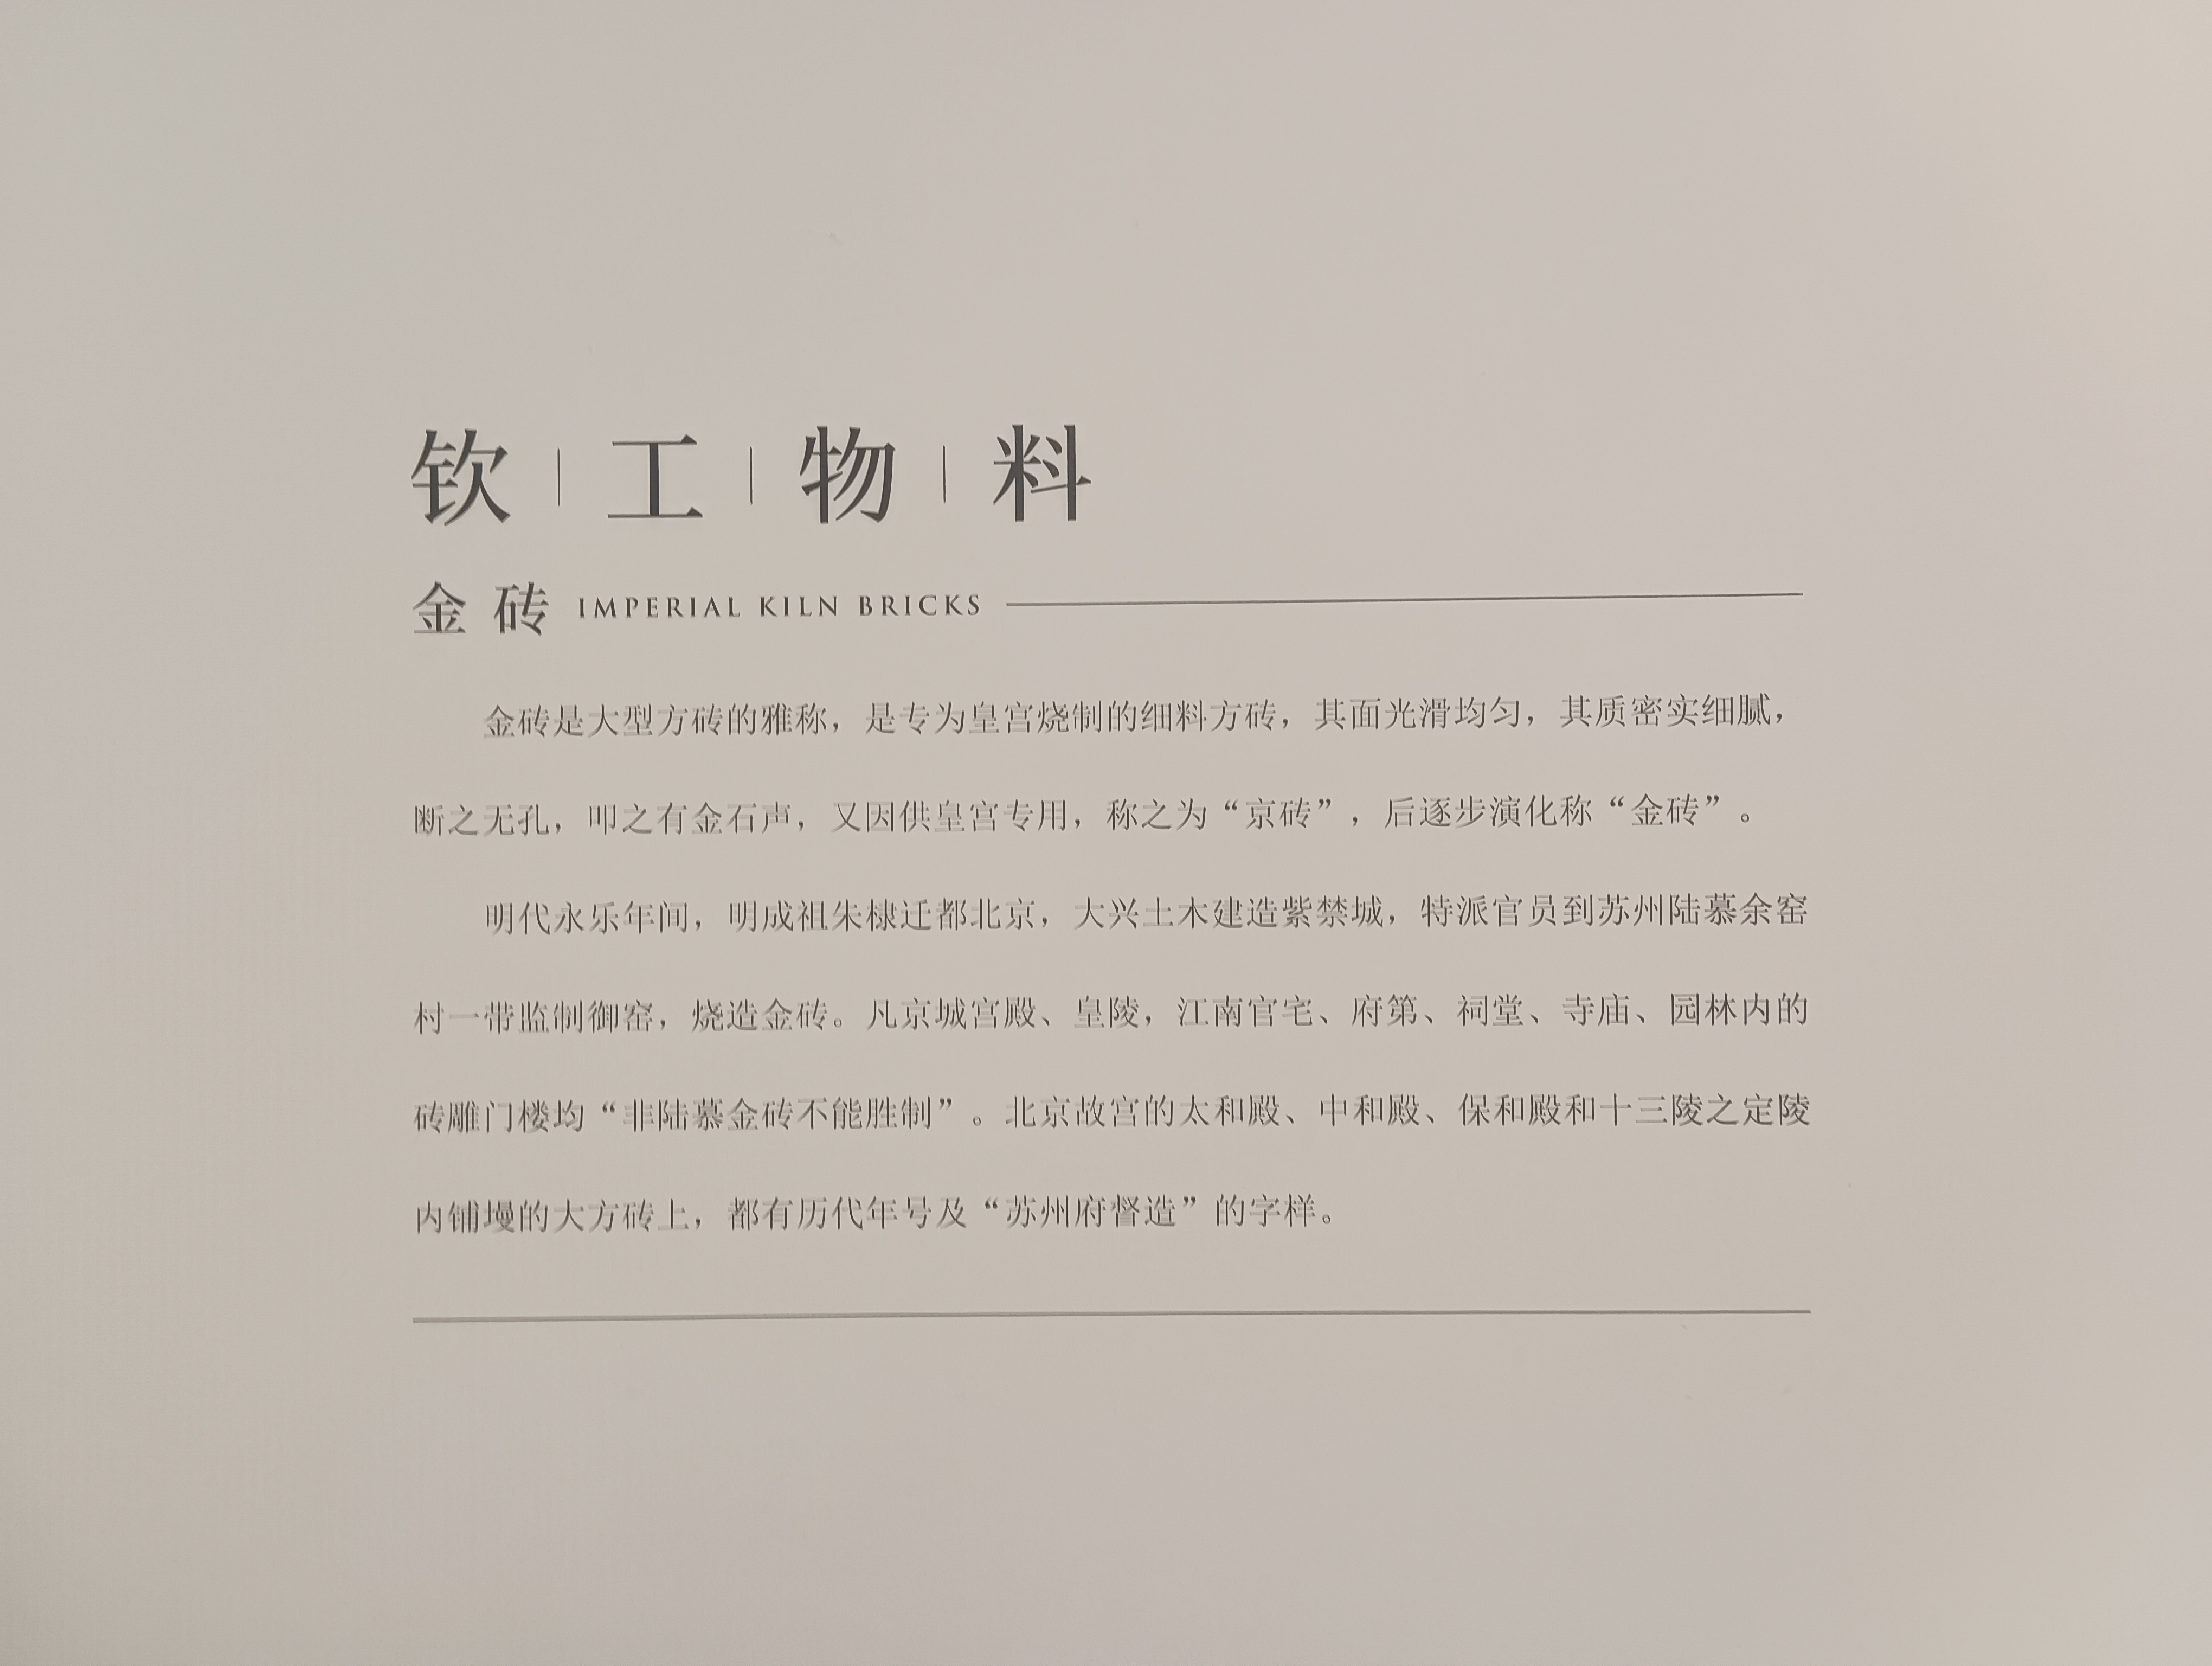 钦工物料
金砖 IMPERIAL KILN BRICKS
金砖是大型方砖的雅称，是专为皇宫烧制的细料方砖，其面光滑均匀，其质密实细腻，
断之无孔，叩之有金石声，又因供皇宫专用，称之为“京砖”，后逐步演化称“金砖”。
明代永乐年间，明成祖朱棣迁都北京，大兴土木建造紫禁城，特派官员到苏州陆慕余窑
村一带监制御窑，烧造金砖。凡京城宫殿、皇陵，江南官宅、府第、祠堂、寺庙、园林内的
砖雕门楼均“非陆慕金砖不能胜制”。北京故宫的太和殿、中和殿、保和殿和十三陵之定陵
内铺墁的大方砖上，都有历代年号及“苏州府督造”的字样。